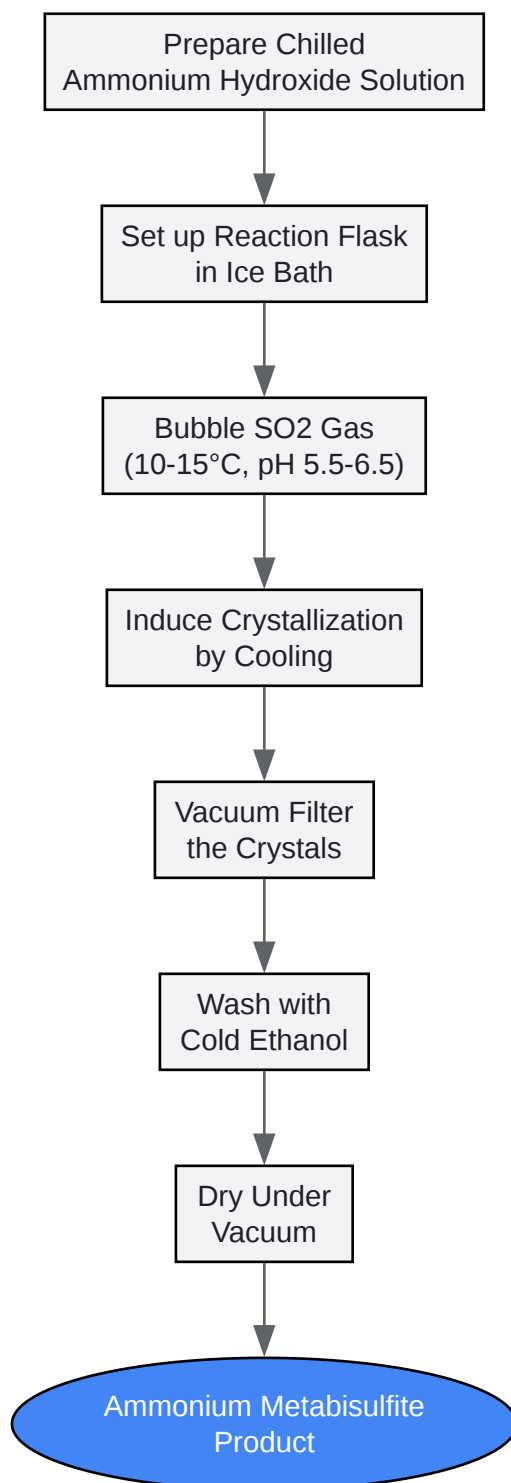 Prepare Chilled
Ammonium Hydroxide Solution
Set up Reaction Flask
in Ice Bath
Bubble SO2 Gas
(10-15°C, pH 5.5-6.5)
Induce Crystallization
by Cooling
Vacuum Filter
the Crystals
Wash with
Cold Ethanol
Dry Under
Vacuum
Ammonium Metabisulfite
Product